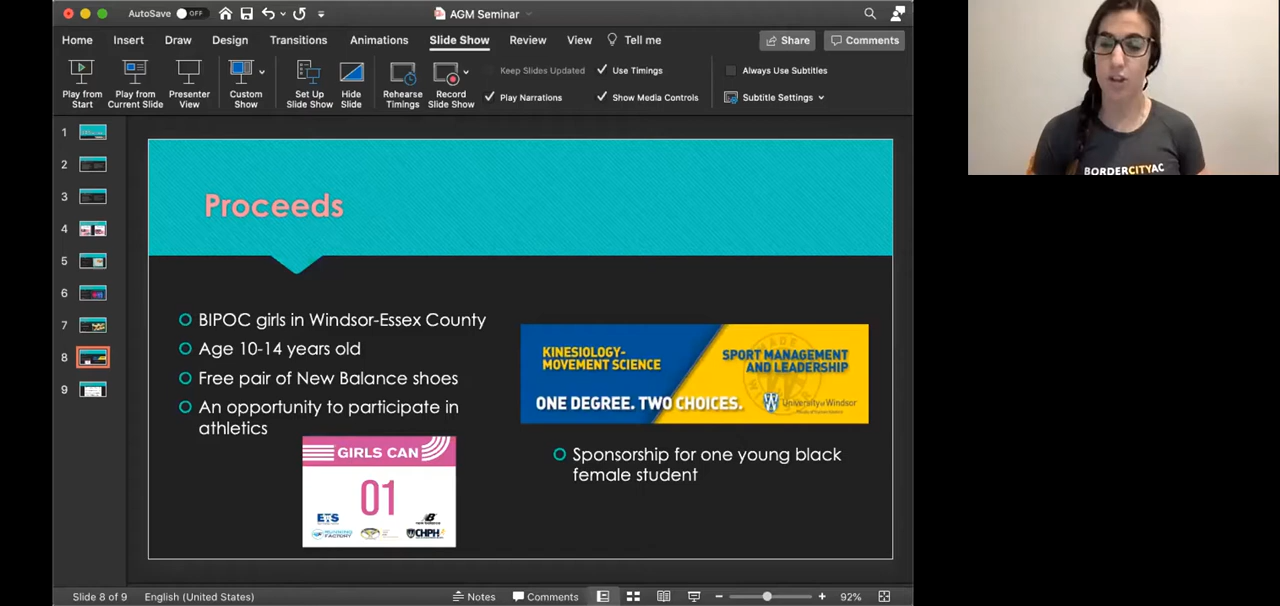 AutoSave OFF
AGM Seminar
Home Insert Draw Design Transitions Animations Slide Show Review View Tell me
Share Comments
Keep Slides Updated Use Timings Always Use Subtitles
Play from Start
Play from Current Slide
Presenter View
Custom Show
Set Up Slide Show
Hide Slide
Rehearse Timings
Record Slide Show
Play Narrations Show Media Controls Subtitle Settings
BORDERCITYAC
1
2
3
4
5
6
7
8
9
Proceeds
BIPOC girls in Windsor-Essex County
Age 10-14 years old
Free pair of New Balance shoes
An opportunity to participate in
athletics
GIRLS CAN
01
new balance
RUNNING
FACTORY
CHPH
KINESIOLOGY-
MOVEMENT SCIENCE
SPORT MANAGEMENT
AND LEADERSHIP
ONE DEGREE. TWO CHOICES.
University of Windsor
Sponsorship for one young black
female student
Slide 8 of 9 English (United States) Notes Comments 92%